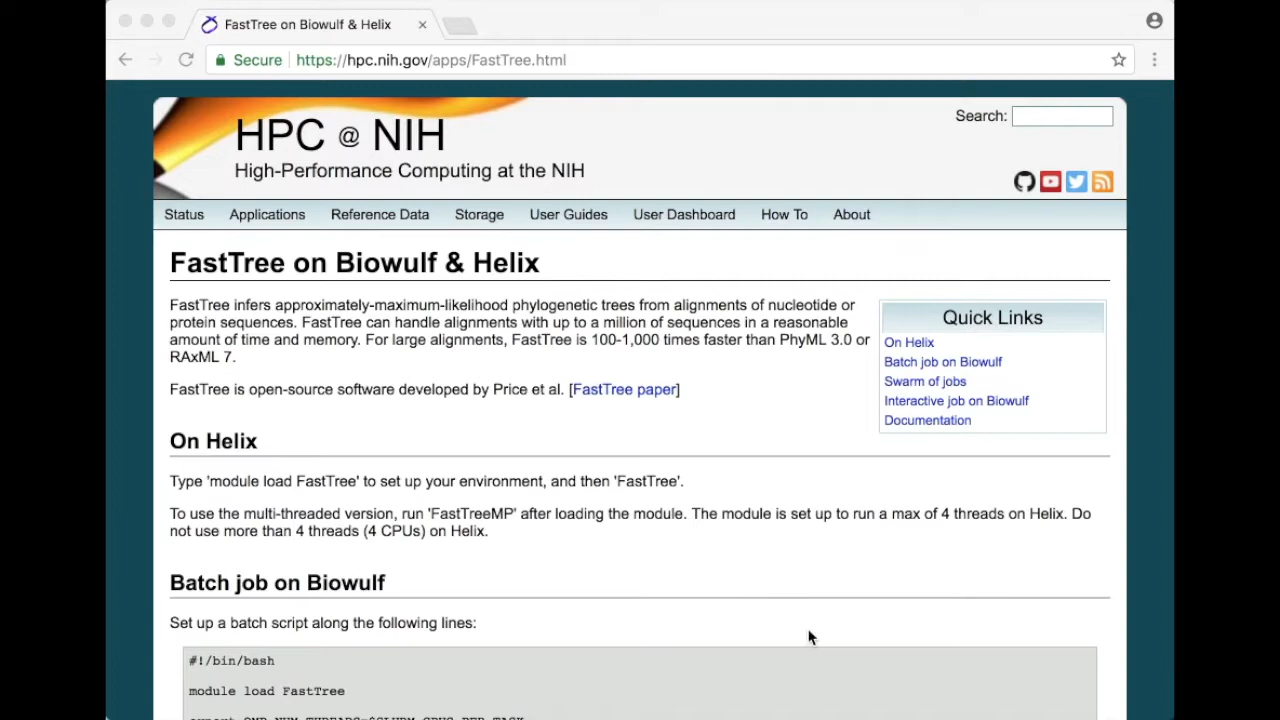 FastTree on Biowulf & Helix
Secure https://hpc.nih.gov/apps/FastTree.html
HPC @ NIH
High-Performance Computing at the NIH
Search:
Status Applications Reference Data Storage User Guides User Dashboard How To About
FastTree on Biowulf & Helix
FastTree infers approximately-maximum-likelihood phylogenetic trees from alignments of nucleotide or
protein sequences. FastTree can handle alignments with up to a million of sequences in a reasonable
amount of time and memory. For large alignments, FastTree is 100-1,000 times faster than PhyML 3.0 or
RAxML 7.
FastTree is open-source software developed by Price et al. [FastTree paper]
Quick Links
On Helix
Batch job on Biowulf
Swarm of jobs
Interactive job on Biowulf
Documentation
On Helix
Type 'module load FastTree' to set up your environment, and then 'FastTree'.
To use the multi-threaded version, run 'FastTreeMP' after loading the module. The module is set up to run a max of 4 threads on Helix. Do
not use more than 4 threads (4 CPUs) on Helix.
Batch job on Biowulf
Set up a batch script along the following lines:
#!/bin/bash
module load FastTree